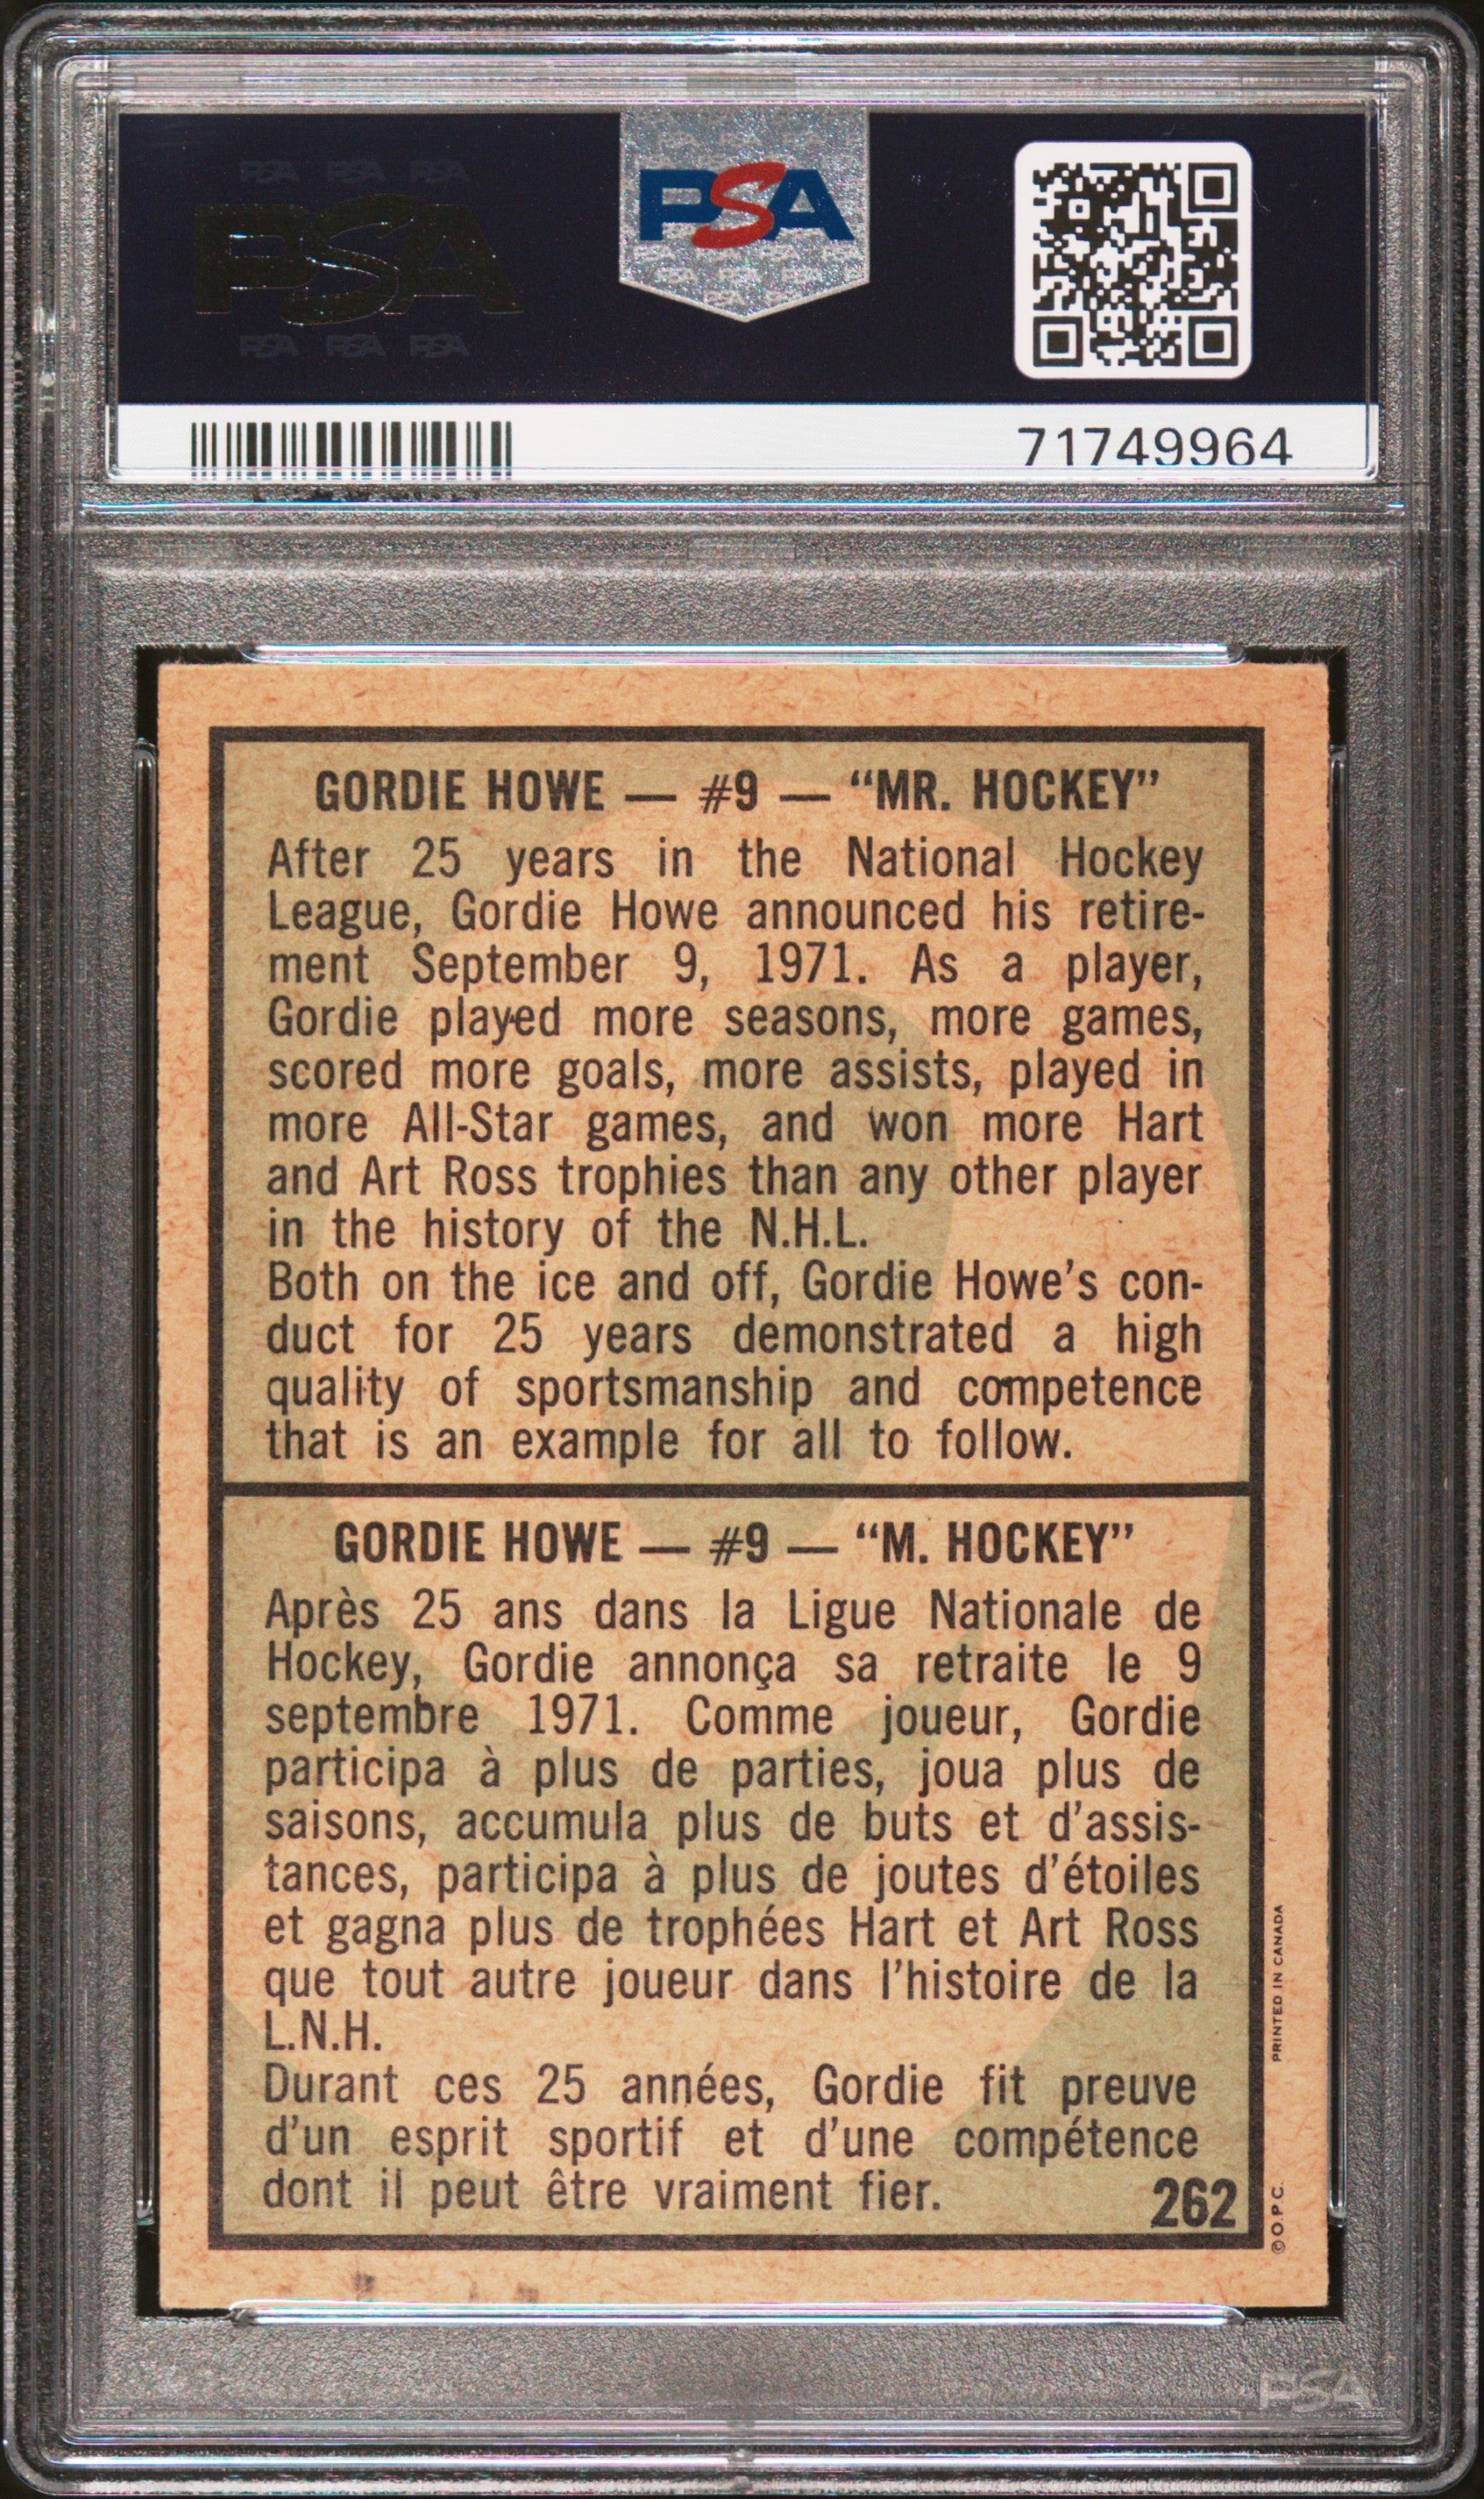 PSA PSA PSA
PSA
PSA PSA PSA
PSA
71749964
GORDIE HOWE — #9 — “MR. HOCKEY”
After 25 years in the National Hockey
League, Gordie Howe announced his retire-
ment September 9, 1971. As a player,
Gordie played more seasons, more games,
scored more goals, more assists, played in
more All-Star games, and won more Hart
and Art Ross trophies than any other player
in the history of the N.H.L.
Both on the ice and off, Gordie Howe’s con-
duct for 25 years demonstrated a high
quality of sportsmanship and competence
that is an example for all to follow.
GORDIE HOWE — #9 — “M. HOCKEY”
Après 25 ans dans la Ligue Nationale de
Hockey, Gordie annonça sa retraite le 9
septembre 1971. Comme joueur, Gordie
participa à plus de parties, joua plus de
saisons, accumula plus de buts et d’assis-
tances, participa à plus de joutes d’étoiles
et gagna plus de trophées Hart et Art Ross
que tout autre joueur dans l’histoire de la
L.N.H.
Durant ces 25 années, Gordie fit preuve
d’un esprit sportif et d’une compétence
dont il peut être vraiment fier.
262
©O.P.C.
PRINTED IN CANADA
PSA